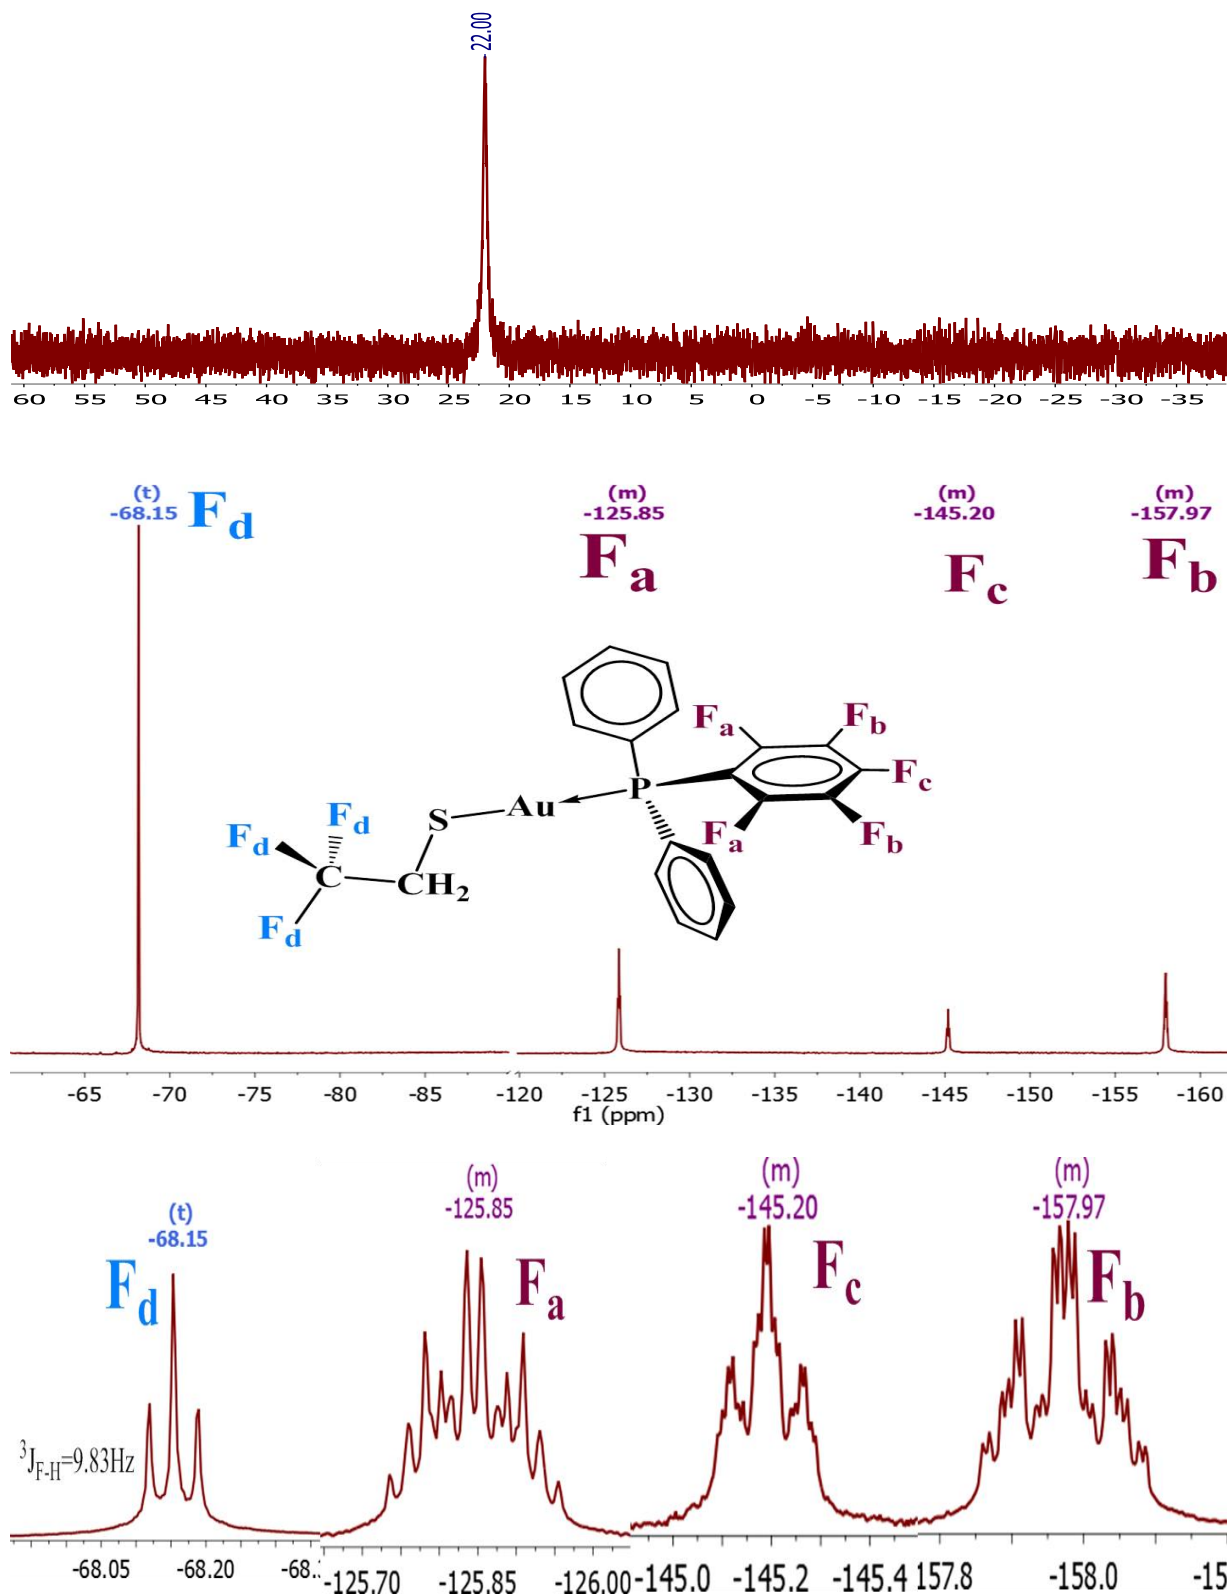 22.00
60 55 50 45 40 35 30 25 20 15 10 5 0 -5 -10 -15 -20 -25 -30 -35
(t) (m) (m) (m)
-68.15 -125.85 -145.20 -157.97
Fd Fa Fc Fb
Fa Fb
P Fc
Au
S Fd
Fd Fa Fb
C CH2
Fd
-65 -70 -75 -80 -85 -120 -125 -130 -135 -140 -145 -150 -155 -160
f1 (ppm)
(t) (m) (m) (m)
-68.15 -125.85 -145.20 -157.97
Fd Fa Fc Fb
3JF-H=9.83Hz
-68.05 -68.20 -125.70 -125.85 -126.00 -145.0 -145.2 -145.4 157.8 -158.0